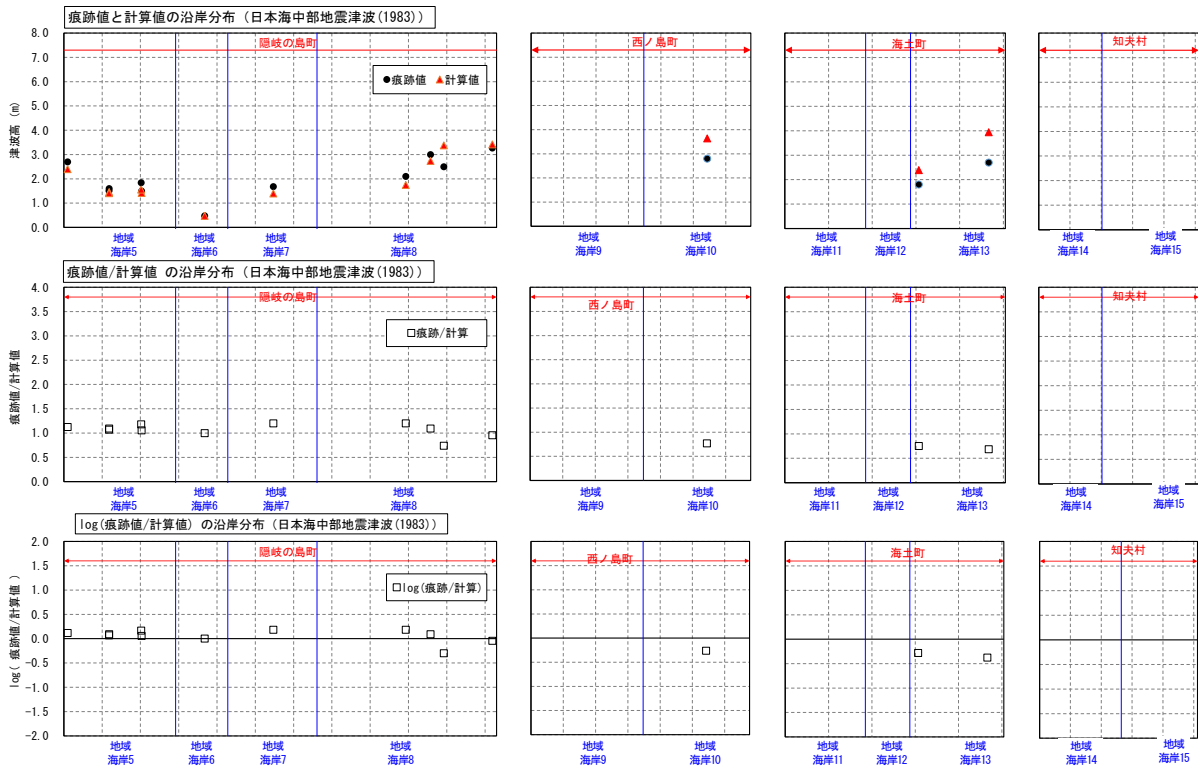 痕跡値と計算値の沿岸分布（日本海中部地震津波(1983)）
隠岐の島町
西ノ島町
海士町
知夫村
●痕跡値 ▲計算値
津波高 (m)
8.0
7.0
6.0
5.0
4.0
3.0
2.0
1.0
0.0
地域
海岸5
地域
海岸6
地域
海岸7
地域
海岸8
地域
海岸9
地域
海岸10
地域
海岸11
地域
海岸12
地域
海岸13
地域
海岸14
地域
海岸15
痕跡値/計算値 の沿岸分布（日本海中部地震津波(1983)）
隠岐の島町
西ノ島町
海士町
知夫村
□痕跡/計算
痕跡値/計算値
4.0
3.5
3.0
2.5
2.0
1.5
1.0
0.5
0.0
地域
海岸5
地域
海岸6
地域
海岸7
地域
海岸8
地域
海岸9
地域
海岸10
地域
海岸11
地域
海岸12
地域
海岸13
地域
海岸14
地域
海岸15
log(痕跡値/計算値) の沿岸分布（日本海中部地震津波(1983)）
隠岐の島町
西ノ島町
海士町
知夫村
□log(痕跡/計算)
log( 痕跡値/計算値)
2.0
1.5
1.0
0.5
0.0
-0.5
-1.0
-1.5
-2.0
地域
海岸5
地域
海岸6
地域
海岸7
地域
海岸8
地域
海岸9
地域
海岸10
地域
海岸11
地域
海岸12
地域
海岸13
地域
海岸14
地域
海岸15